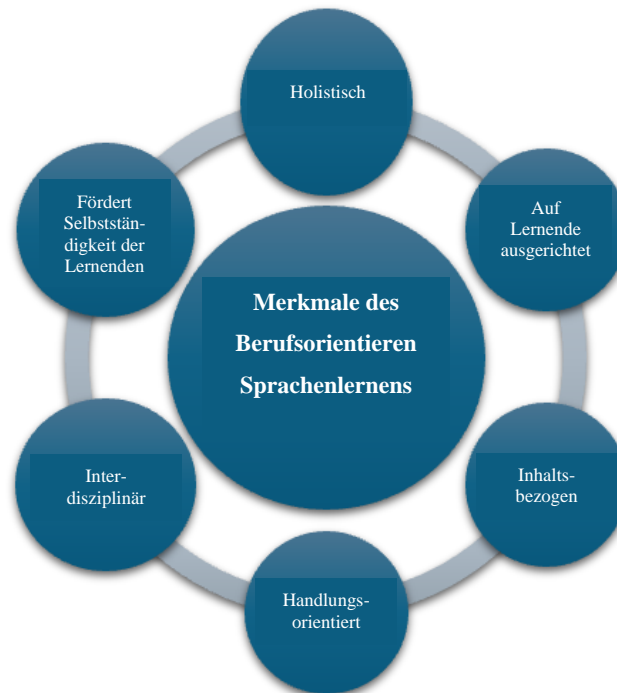 Holistisch
Auf
Lernende
ausgerichtet
Inhalts-
bezogen
Handlungs-
orientiert
Inter-
disziplinär
Fördert
Selbststän-
digkeit der
Lernenden
Merkmale des
Berufsorientieren
Sprachenlernens